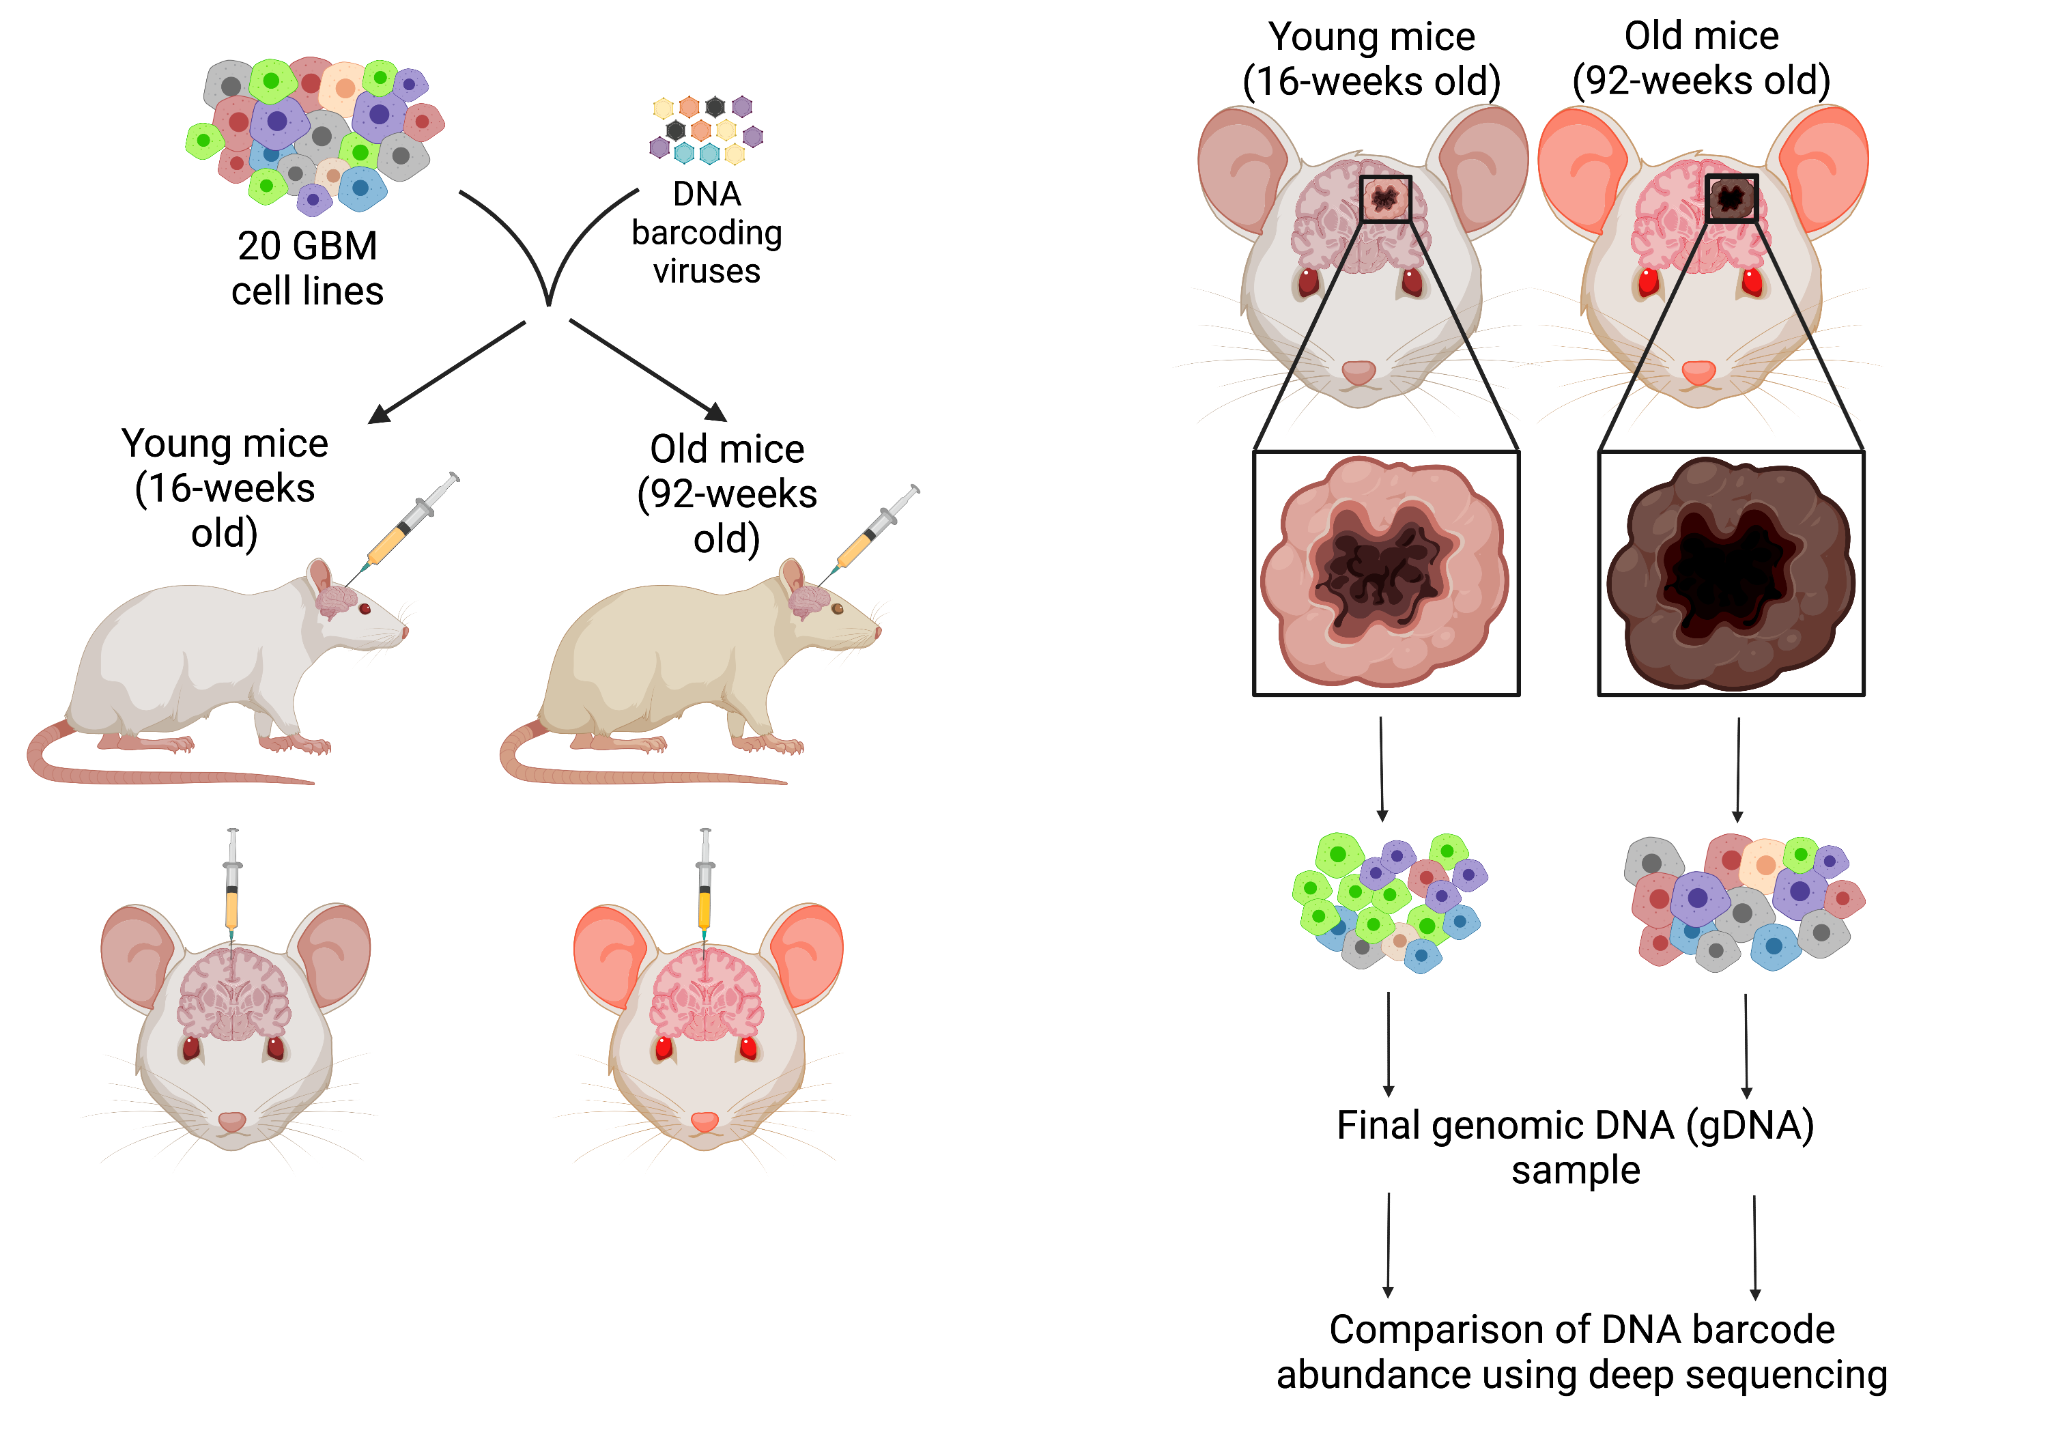 20 GBM
cell lines
DNA
barcoding
viruses
Young mice
(16-weeks
old)
Old mice
(92-weeks
old)
Young mice
(16-weeks old)
Old mice
(92-weeks old)
Final genomic DNA (gDNA)
sample
Comparison of DNA barcode
abundance using deep sequencing